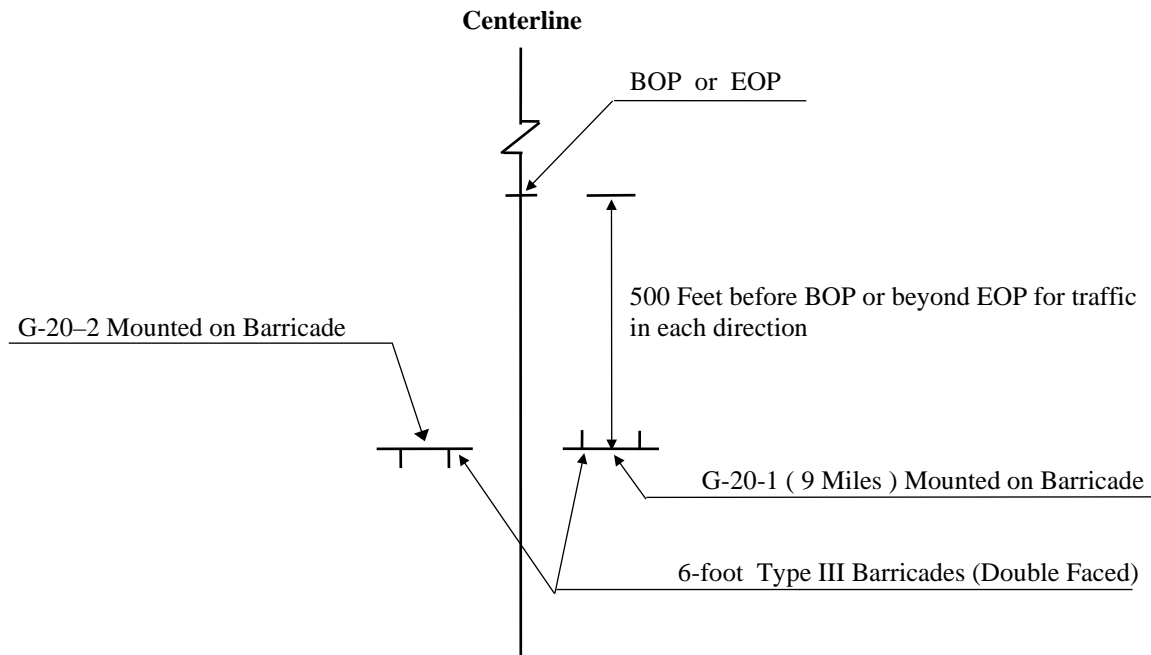 Centerline
BOP or EOP
500 Feet before BOP or beyond EOP for traffic
in each direction
G-20–2 Mounted on Barricade
G-20-1 ( 9 Miles ) Mounted on Barricade
6-foot Type III Barricades (Double Faced)